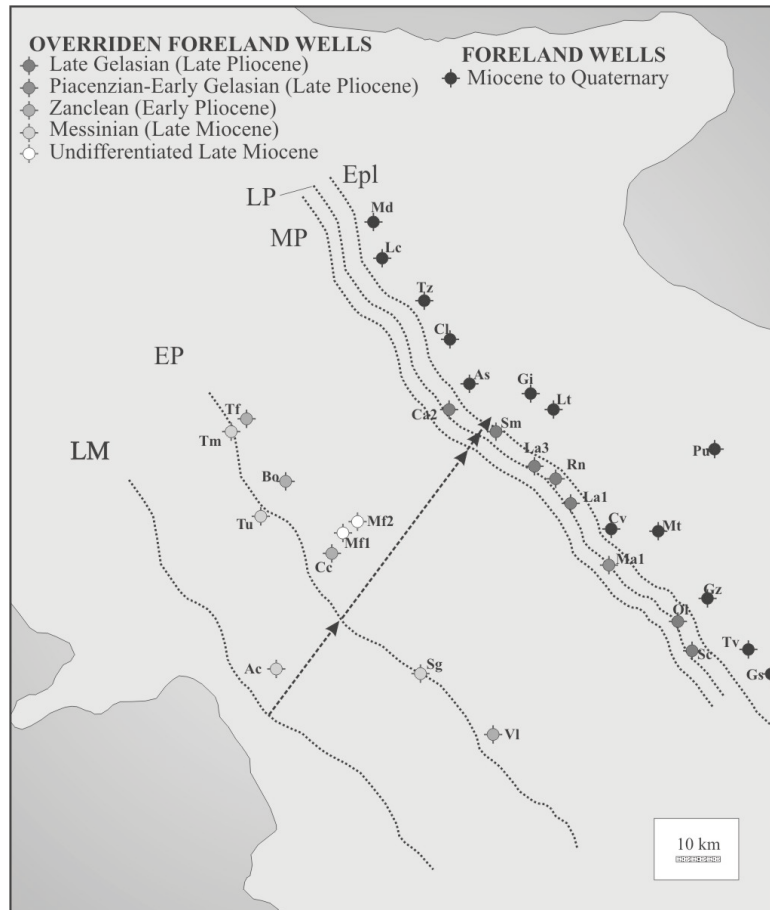 OVERRIDEN FORELAND WELLS
Late Gelasian (Late Pliocene)
Piacenzian-Early Gelasian (Late Pliocene)
Zanclean (Early Pliocene)
Messinian (Late Miocene)
Undifferentiated Late Miocene
FORELAND WELLS
Miocene to Quaternary
Epl
LP
MP
Md
Lc
Tz
Cl
As
Gi
Lt
EP
Tf
Tm
Ca2
Sm
Pu
LM
La3
Rn
Bo
La1
Tu
Mf2
Mf1
Cv
Mt
Cc
Ma1
Gz
Ol
Ac
Sg
Sc
Tv
Gs
Vl
10 km